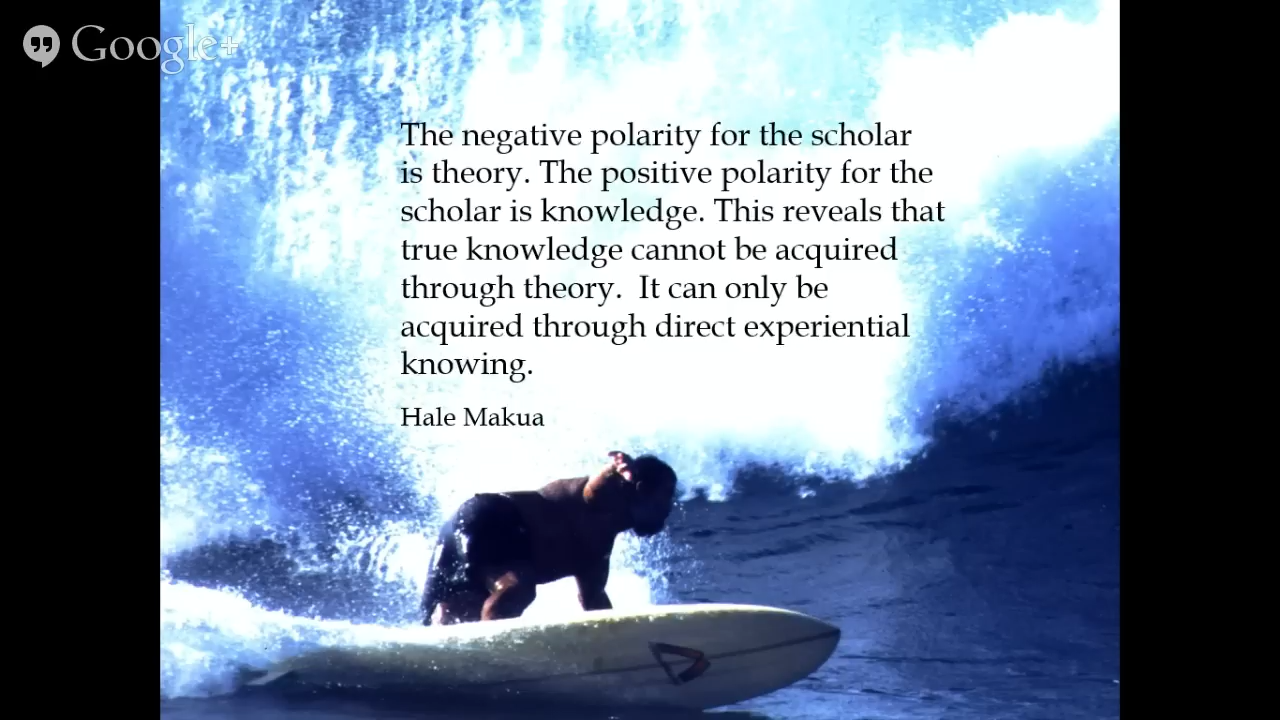 Google+
The negative polarity for the scholar
is theory. The positive polarity for the
scholar is knowledge. This reveals that
true knowledge cannot be acquired
through theory.  It can only be
acquired through direct experiential
knowing.
Hale Makua